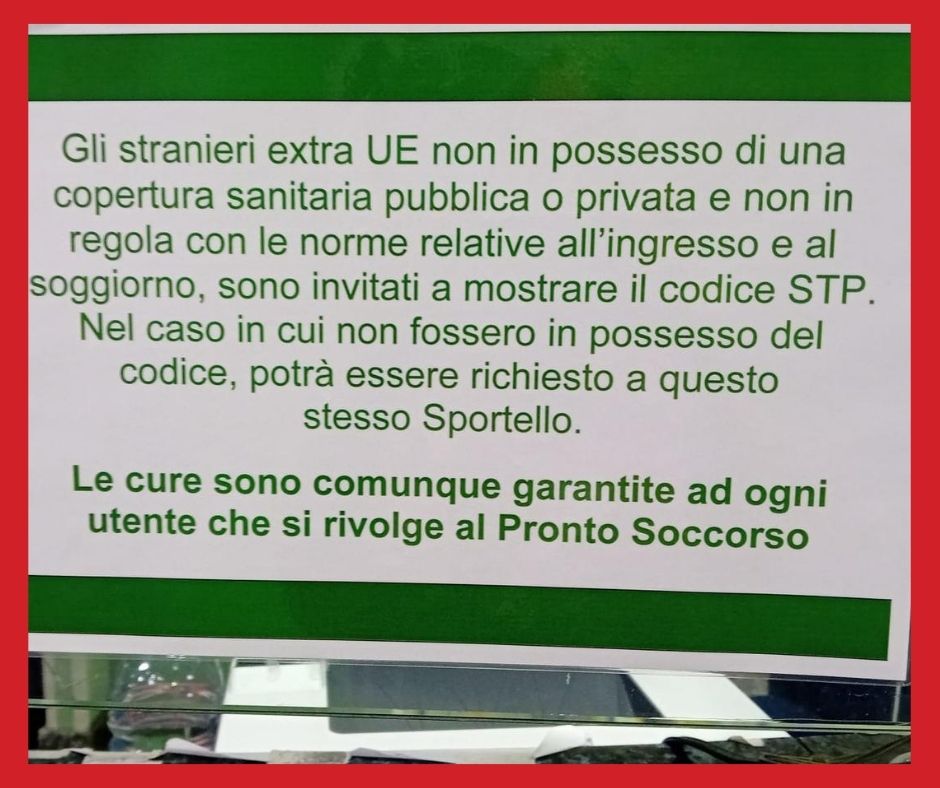 Gli stranieri extra UE non in possesso di una
copertura sanitaria pubblica o privata e non in
regola con le norme relative all'ingresso e al
soggiorno, sono invitati a mostrare il codice STP.
Nel caso in cui non fossero in possesso del
codice, potrà essere richiesto a questo
stesso Sportello.
Le cure sono comunque garantite ad ogni
utente che si rivolge al Pronto Soccorso